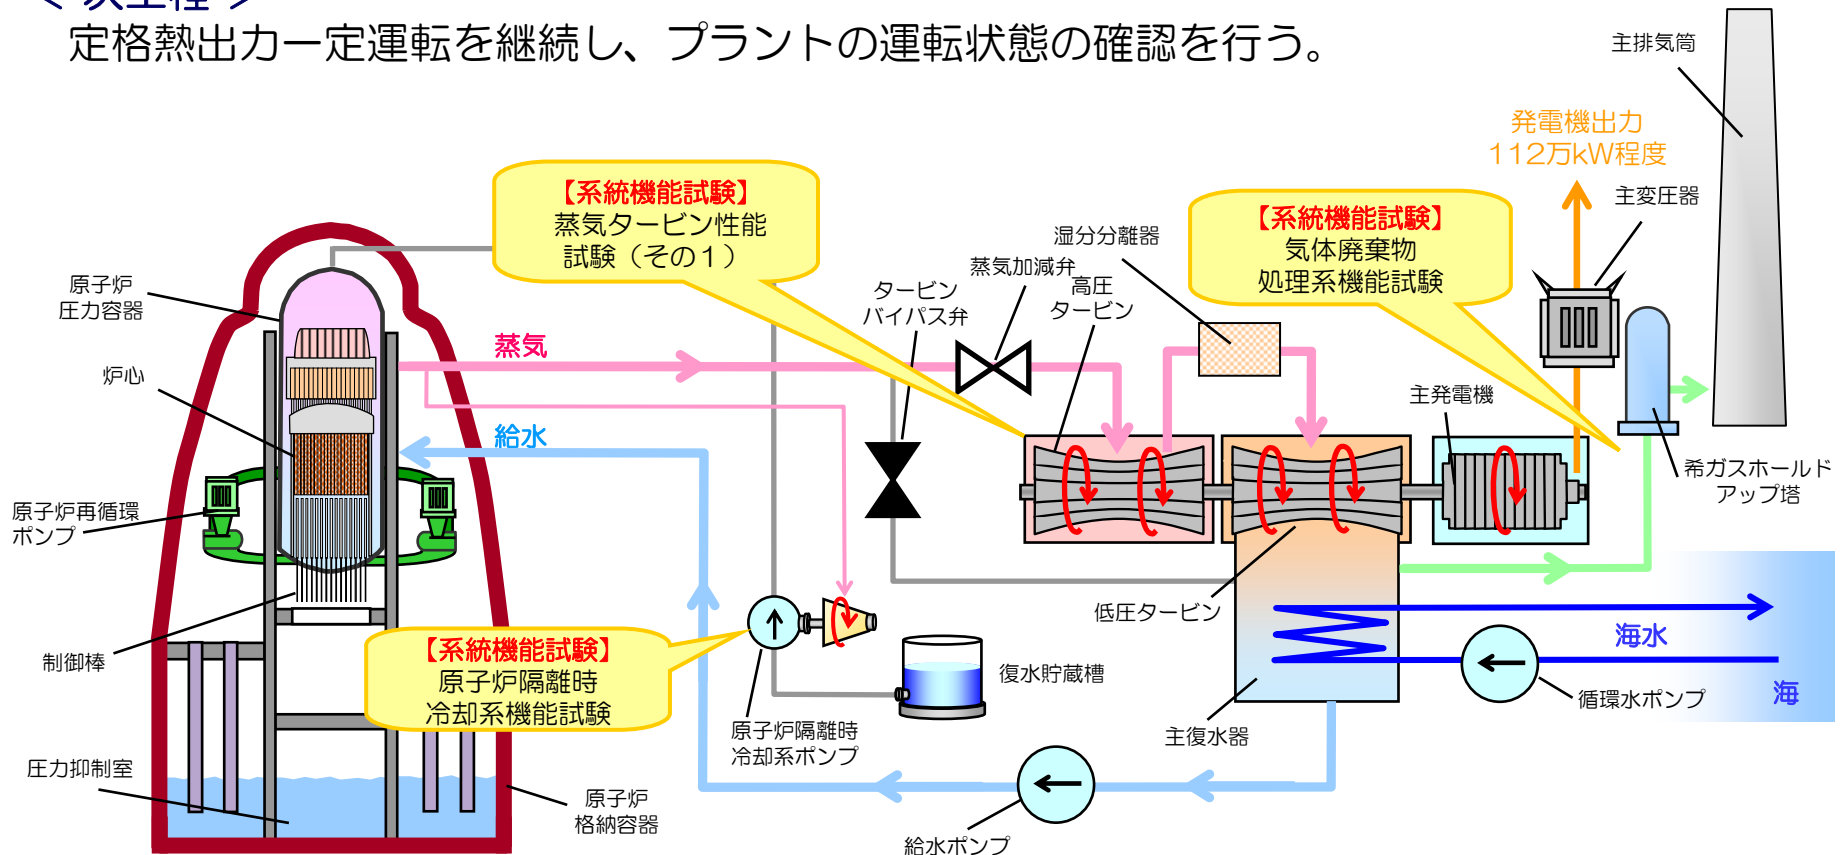 定格熱出力一定運転を継続し、プラントの運転状態の確認を行う。
主排気筒
発電機出力
112万kW程度
主変圧器
【系統機能試験】
蒸気タービン性能
試験（その１）
【系統機能試験】
気体廃棄物
処理系機能試験
湿分分離器
蒸気加減弁
高圧
タービン
タービン
バイパス弁
原子炉
圧力容器
蒸気
炉心
給水
主発電機
希ガスホールド
アップ塔
原子炉再循環
ポンプ
低圧タービン
海水
制御棒
【系統機能試験】
原子炉隔離時
冷却系機能試験
復水貯蔵槽
循環水ポンプ
海
原子炉隔離時
冷却系ポンプ
主復水器
圧力抑制室
原子炉
格納容器
給水ポンプ